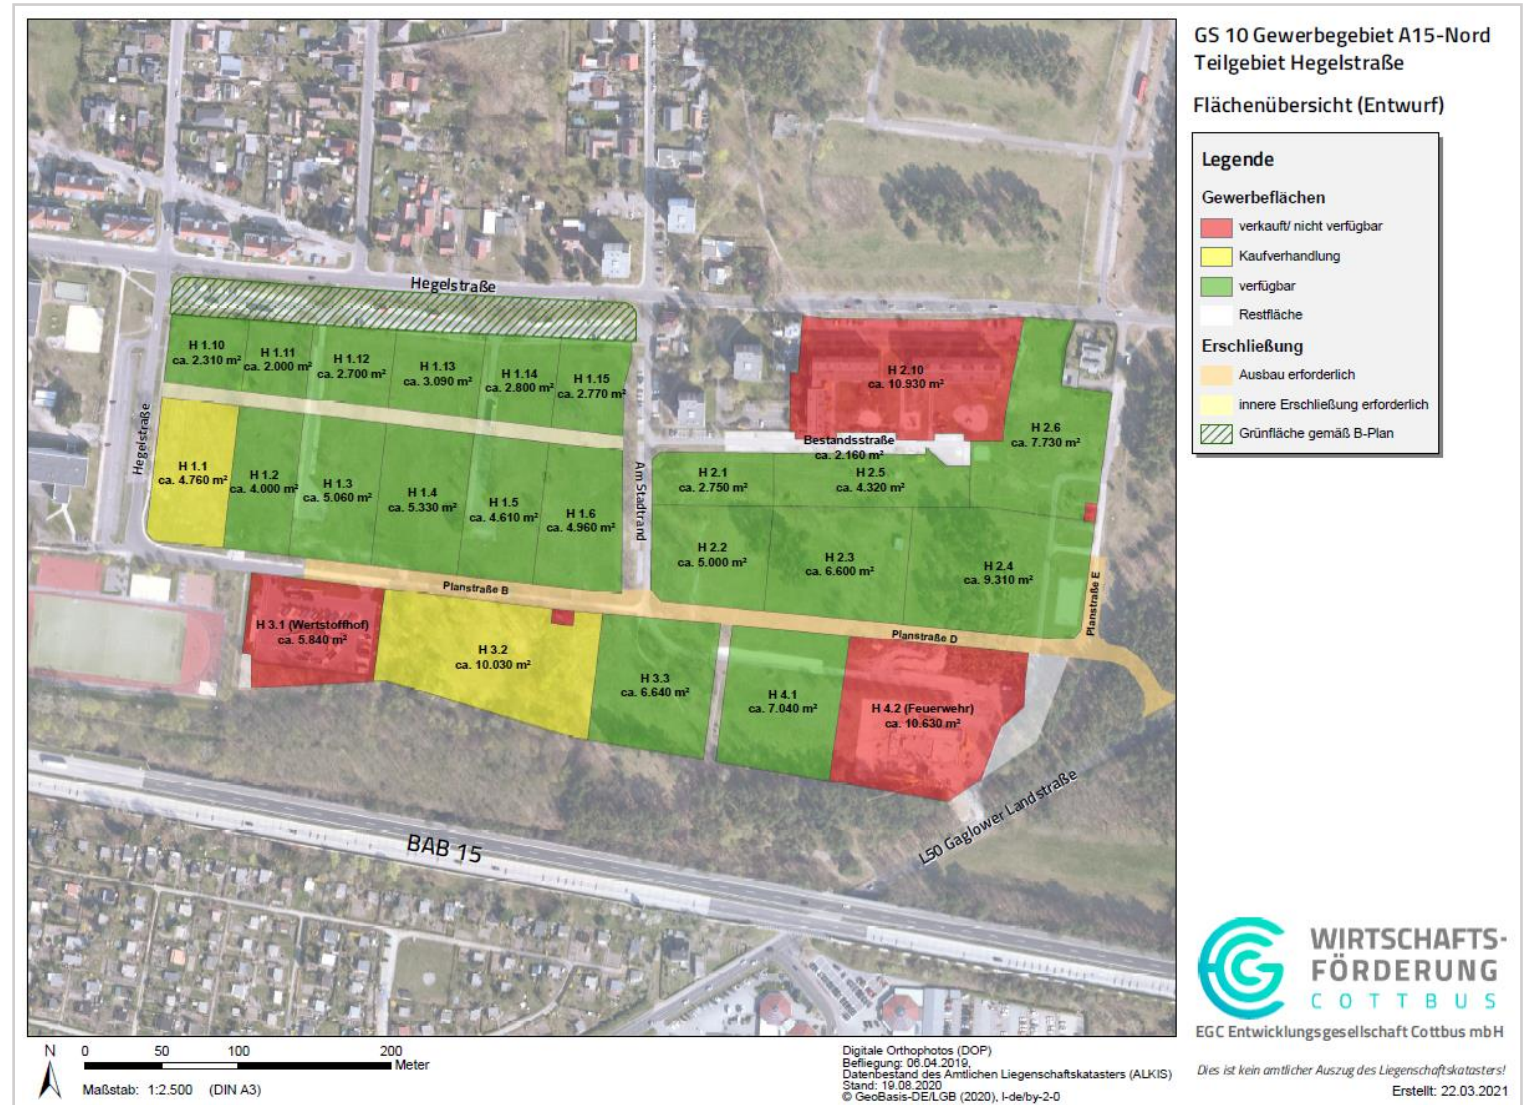 GS 10 Gewerbegebiet A15-Nord
Teilgebiet Hegelstraße
Flächenübersicht (Entwurf)
Legende
Gewerbeflächen
verkauft/ nicht verfügbar
Kaufverhandlung
verfügbar
Restfläche
Erschließung
Ausbau erforderlich
innere Erschließung erforderlich
Grünfläche gemäß B-Plan
Hegelstraße
H 1.10
ca. 2.310 m²
H 1.11
ca. 2.000 m²
H 1.12
ca. 2.700 m²
H 1.13
ca. 3.090 m²
H 1.14
ca. 2.800 m²
H 1.15
ca. 2.770 m²
H 2.10
ca. 10.930 m²
H 2.6
ca. 7.730 m²
Hegelstraße
Bestandsstraße
ca. 2.160 m²
H 1.1
ca. 4.760 m²
H 1.2
ca. 4.000 m²
H 1.3
ca. 5.060 m²
H 1.4
ca. 5.330 m²
H 1.5
ca. 4.610 m²
H 1.6
ca. 4.960 m²
Am Stadtrand
H 2.1
ca. 2.750 m²
H 2.5
ca. 4.320 m²
H 2.2
ca. 5.000 m²
H 2.3
ca. 6.600 m²
H 2.4
ca. 9.310 m²
Planstraße E
Planstraße B
Planstraße D
H 3.1 (Wertstoffhof)
ca. 5.840 m²
H 3.2
ca. 10.030 m²
H 3.3
ca. 6.640 m²
H 4.1
ca. 7.040 m²
H 4.2 (Feuerwehr)
ca. 10.630 m²
L50 Gaglower Landstraße
BAB 15
WIRTSCHAFTS-
FÖRDERUNG
COTTBUS
EGC Entwicklungsgesellschaft Cottbus mbH
Dies ist kein amtlicher Auszug des Liegenschaftskatasters!
Erstellt: 22.03.2021
N
0 50 100 200
Meter
Maßstab: 1:2.500 (DIN A3)
Digitale Orthophotos (DOP)
Befliegung: 06.04.2019,
Datenbestand des Amtlichen Liegenschaftskatasters (ALKIS)
Stand: 19.08.2020
© GeoBasis-DE/LGB (2020), l-de/by-2-0